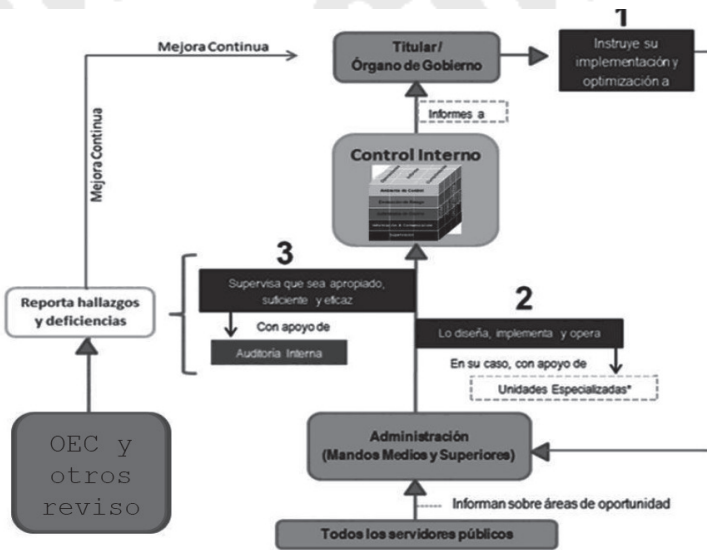 1
Mejora Continua
Titular/
Órgano de Gobierno
Instruye su
implementación y
optimización a
Informes a
Mejora Continua
Control Interno
3
Supervisa que sea apropiado,
suficiente y eficaz
Con apoyo de
Auditoría Interna
Reporta hallazgos
y deficiencias
2
Lo diseña, implementa y opera
En su caso, con apoyo de
Unidades Especializadas*
OEC y
otros
reviso
Administración
(Mandos Medios y Superiores)
Informan sobre áreas de oportunidad
Todos los servidores públicos